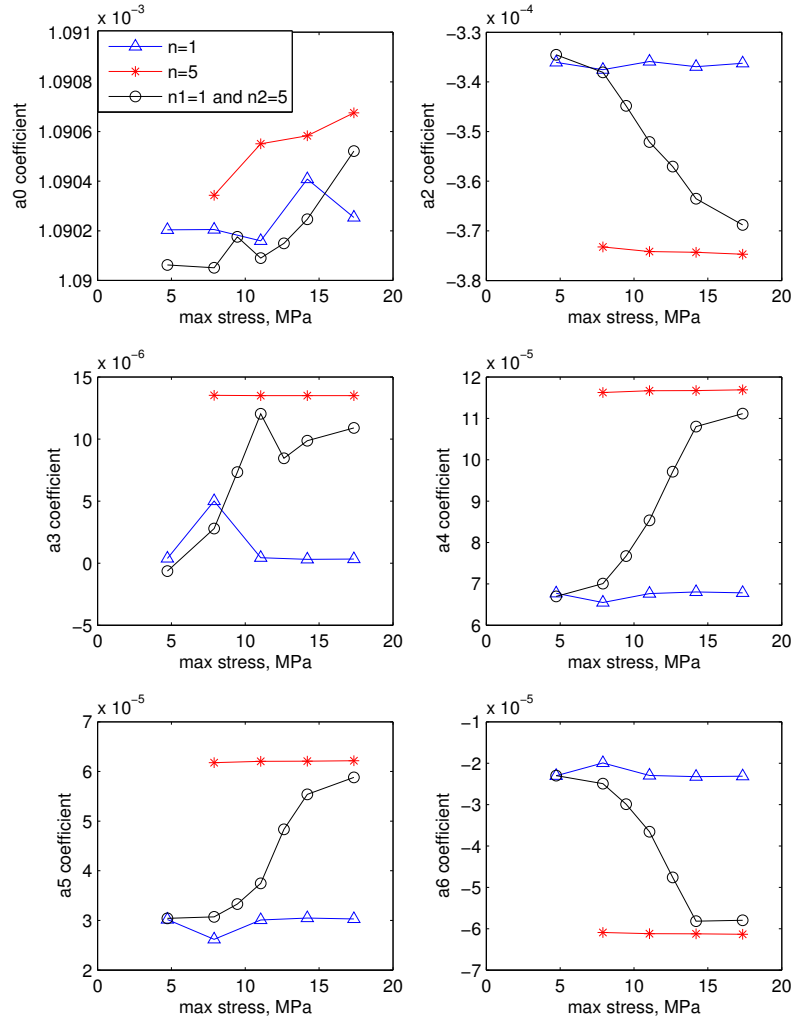 x 10⁻³
1.091
1.0908
1.0906
1.0904
1.0902
1.09
a0 coefficient
n=1
n=5
n1=1 and n2=5
0 5 10 15 20
max stress, MPa
x 10⁻⁴
−3.3
−3.4
−3.5
−3.6
−3.7
−3.8
a2 coefficient
0 5 10 15 20
max stress, MPa
x 10⁻⁶
15
10
5
0
−5
a3 coefficient
0 5 10 15 20
max stress, MPa
x 10⁻⁵
12
11
10
9
8
7
6
a4 coefficient
0 5 10 15 20
max stress, MPa
x 10⁻⁵
7
6
5
4
3
2
a5 coefficient
0 5 10 15 20
max stress, MPa
x 10⁻⁵
−1
−2
−3
−4
−5
−6
−7
a6 coefficient
0 5 10 15 20
max stress, MPa